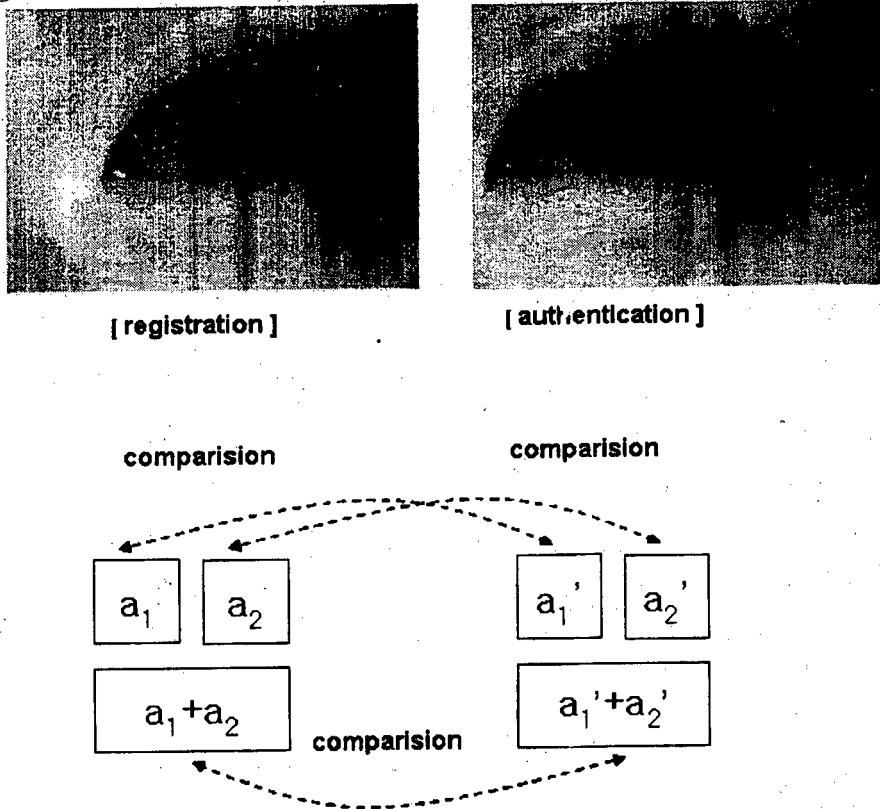 [ registration ]
[ authentication ]
comparision
comparision
a₁
a₂
a₁'
a₂'
a₁+a₂
a₁'+a₂'
comparision